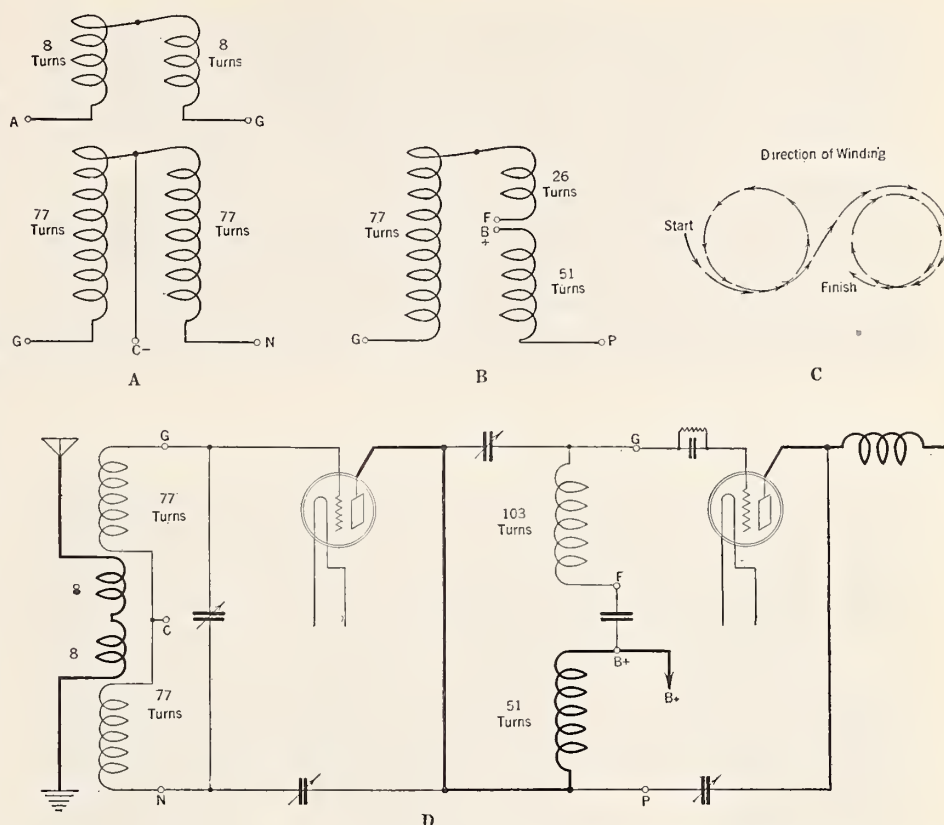 8
Turns
8
Turns
A
G
77
Turns
77
Turns
G
C-
N
A
77
Turns
26
Turns
F
B
+
51
Turns
G
P
B
Direction of Winding
Start
Finish
C
G
77
Turns
8
C
8
77
Turns
N
G
103
Turns
F
B+
B+
51
Turns
P
D